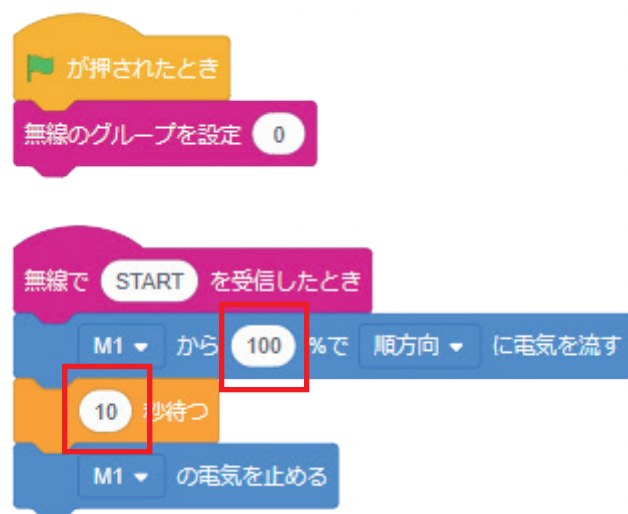 が押されたとき
無線のグループを設定 0
無線で START を受信したとき
M1 から 100 %で 順方向 に電気を流す
10 秒待つ
M1 の電気を止める